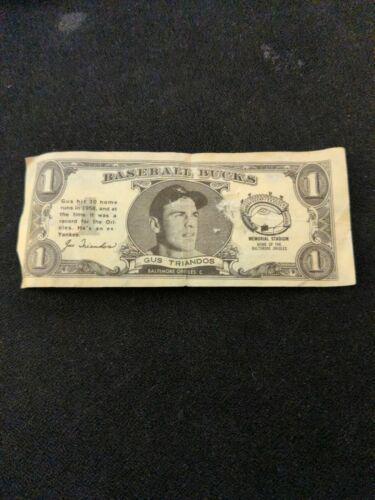 BASEBALL BUCKS
1
1
Gus hit 30 home
runs in 1958, and at
the time it was a
record for the Ori-
oles. He's an ex
Yankee.
Gus Triandos
GUS TRIANDOS
BALTIMORE ORIOLES C.
MEMORIAL STADIUM
HOME OF THE
BALTIMORE ORIOLES
1
1